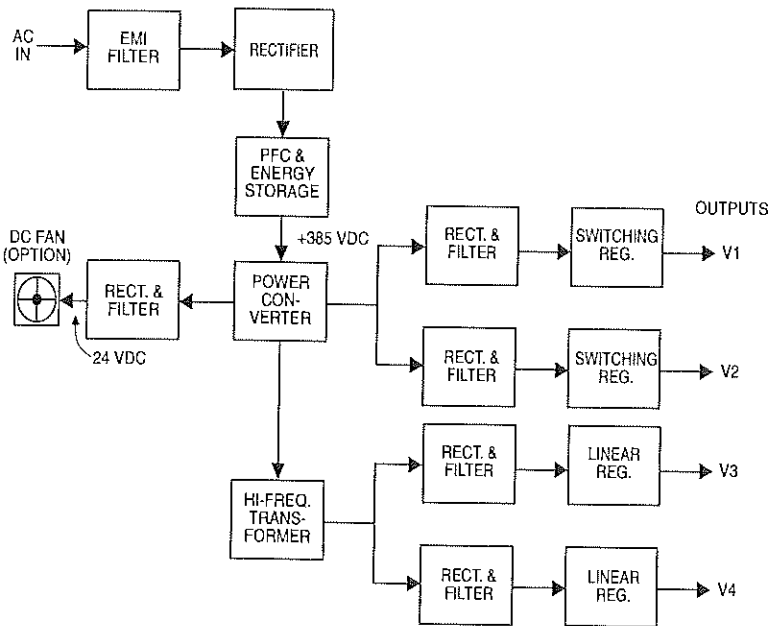 AC
IN
EMI
FILTER
RECTIFIER
PFC &
ENERGY
STORAGE
+385 VDC
DC FAN
(OPTION)
RECT. &
FILTER
24 VDC
POWER
CON-
VERTER
RECT. &
FILTER
SWITCHING
REG.
OUTPUTS
V1
RECT. &
FILTER
SWITCHING
REG.
V2
HI-FREQ.
TRANS-
FORMER
RECT. &
FILTER
LINEAR
REG.
V3
RECT. &
FILTER
LINEAR
REG.
V4